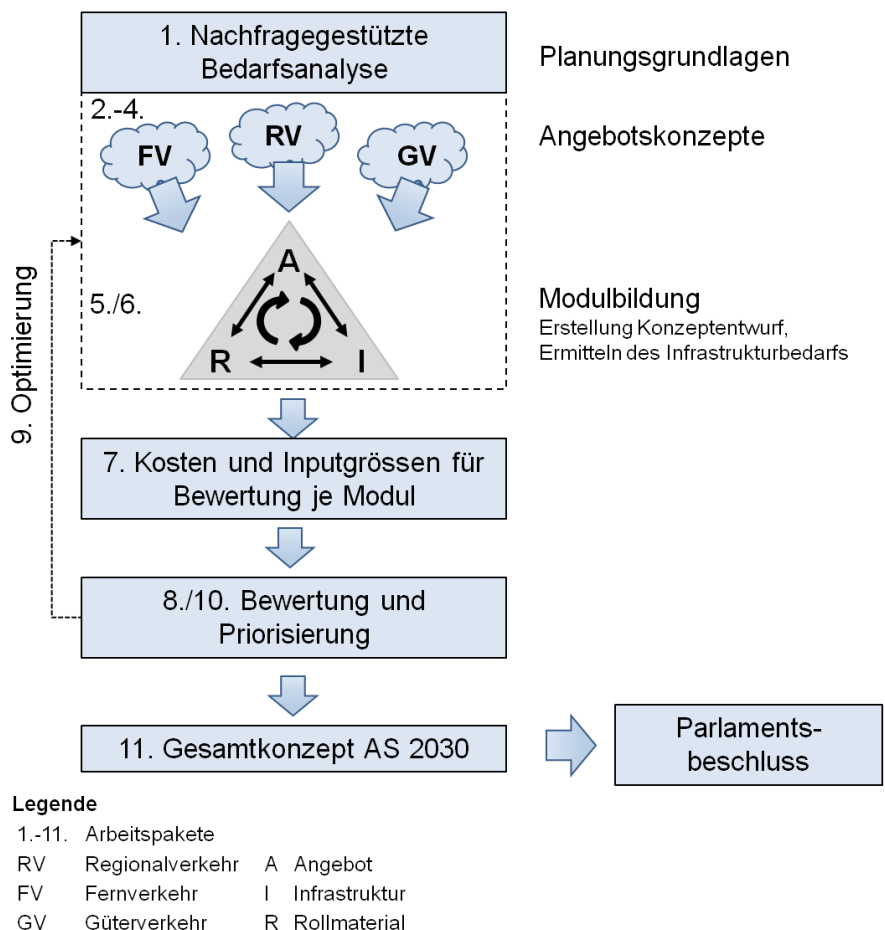 1. Nachfragegestützte
Bedarfsanalyse
Planungsgrundlagen
2.-4.
FV
RV
GV
Angebotskonzepte
9. Optimierung
5./6.
A
R
I
Modulbildung
Erstellung Konzeptentwurf,
Ermitteln des Infrastrukturbedarfs
7. Kosten und Inputgrössen für
Bewertung je Modul
8./10. Bewertung und
Priorisierung
11. Gesamtkonzept AS 2030
Parlaments-
beschluss
Legende
1.-11. Arbeitspakete
RV Regionalverkehr A Angebot
FV Fernverkehr I Infrastruktur
GV Güterverkehr R Rollmaterial